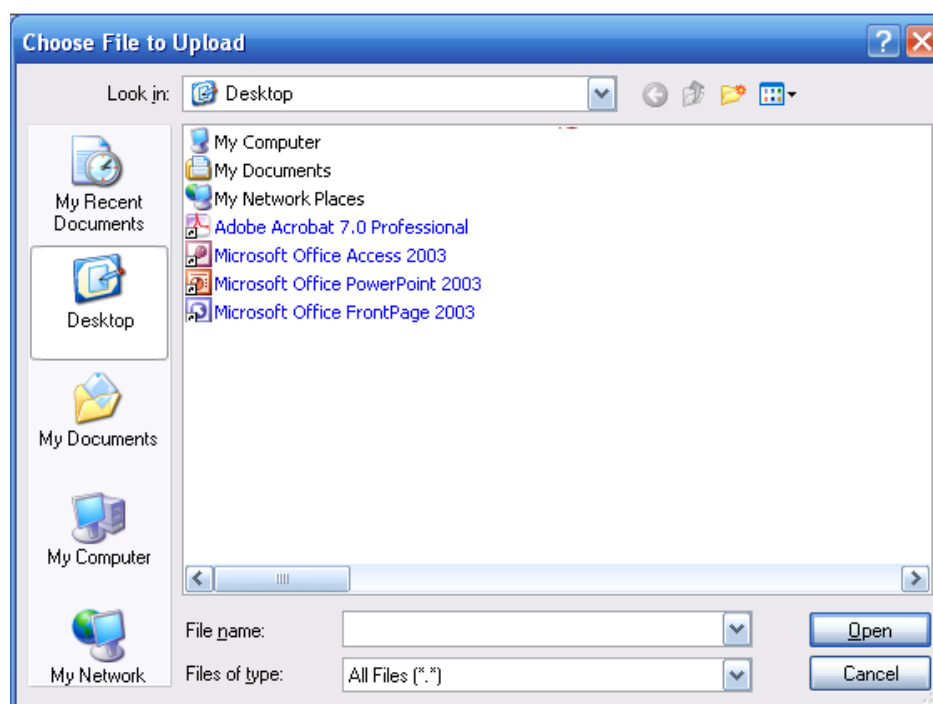 Choose File to Upload
Look in: Desktop
My Recent
Documents
Desktop
My Documents
My Computer
My Network
My Computer
My Documents
My Network Places
Adobe Acrobat 7.0 Professional
Microsoft Office Access 2003
Microsoft Office PowerPoint 2003
Microsoft Office FrontPage 2003
File name:
Open
Files of type: All Files (*.*)
Cancel